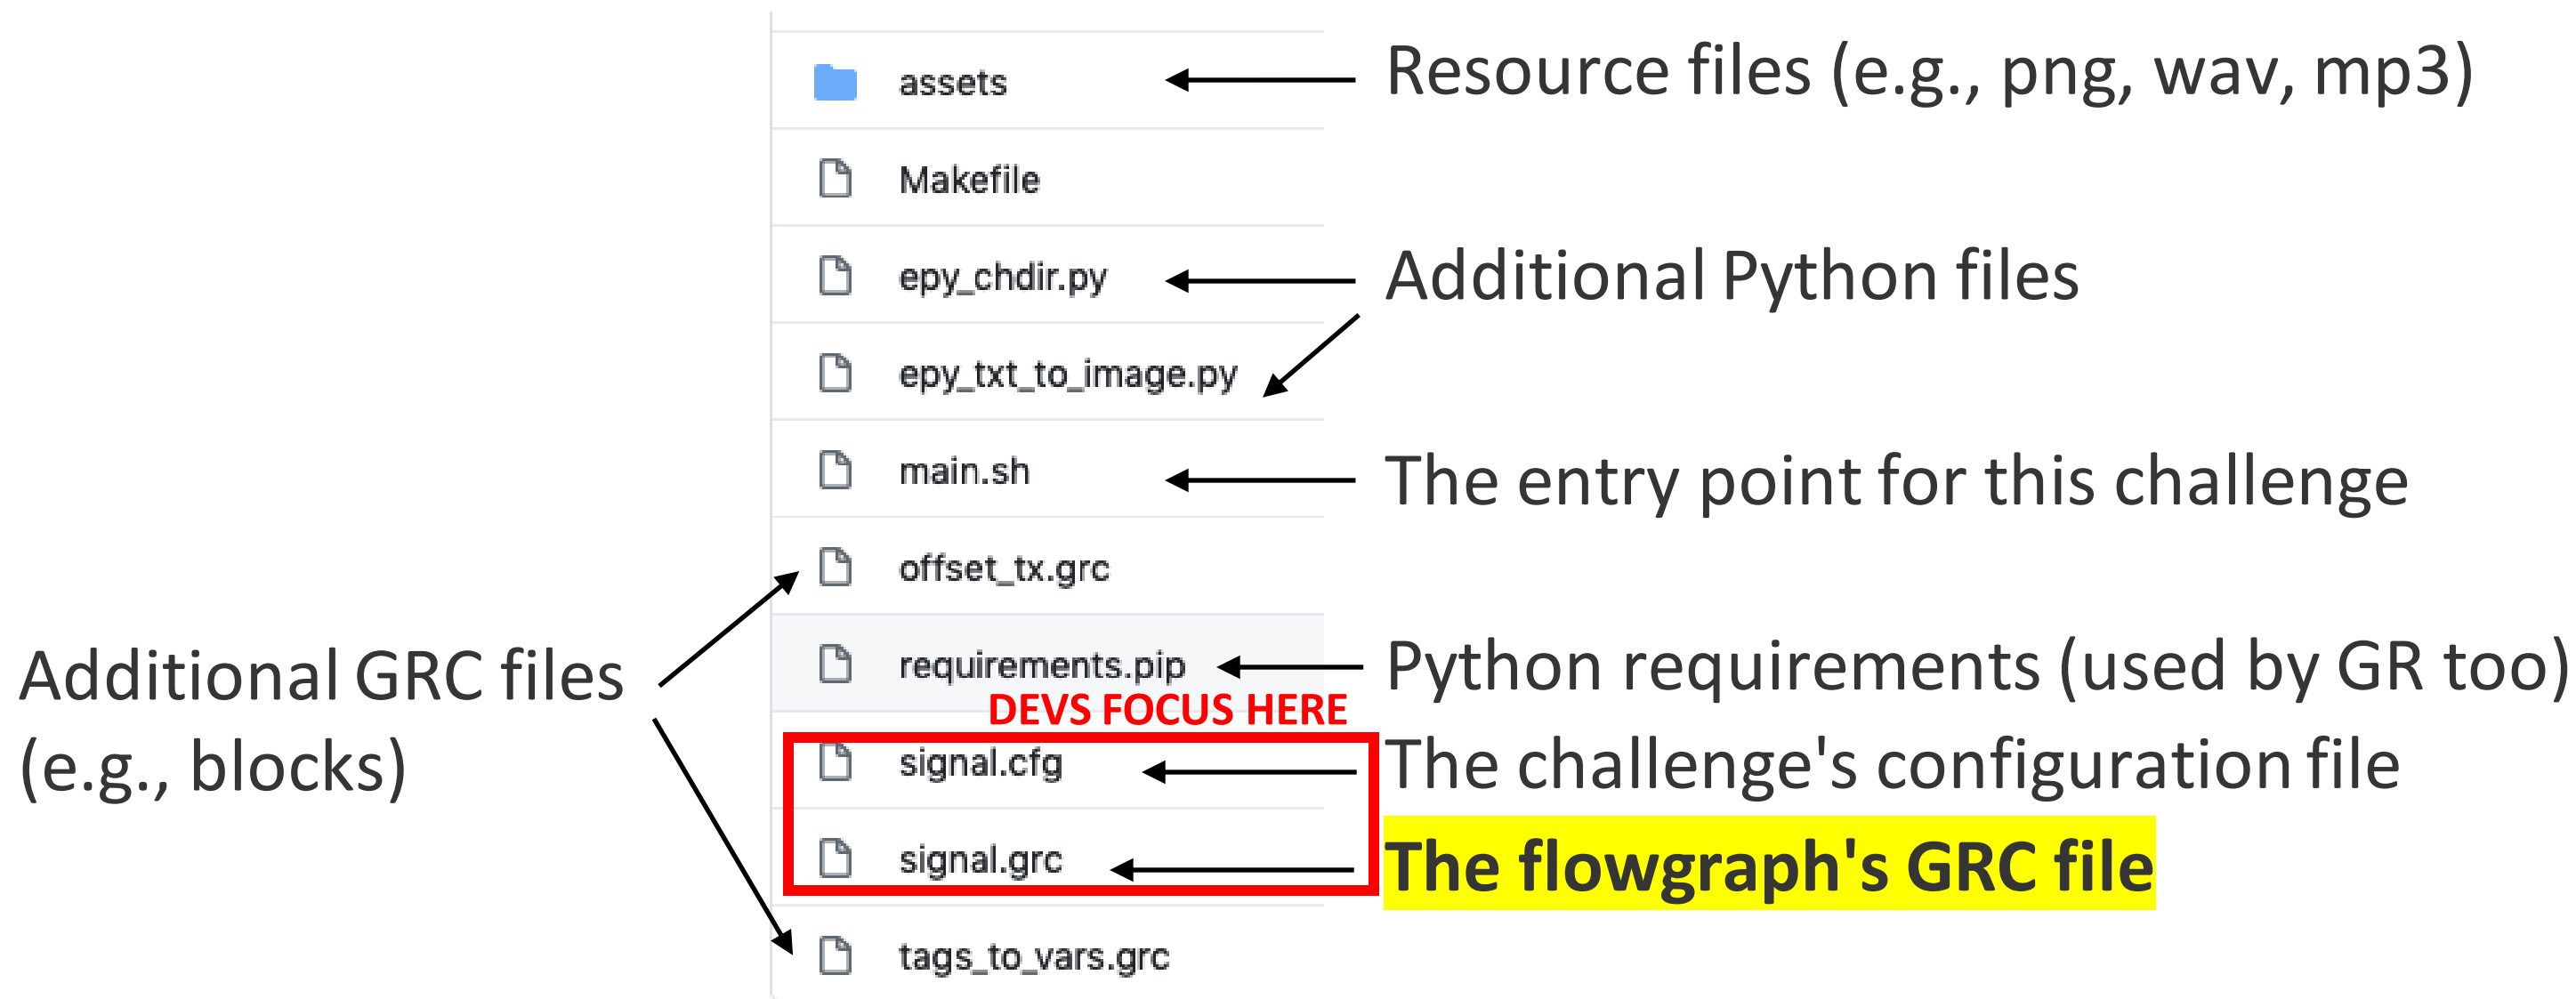 assets
Resource files (e.g., png, wav, mp3)
Makefile
epy_chdir.py
Additional Python files
epy_txt_to_image.py
main.sh
The entry point for this challenge
offset_tx.grc
Additional GRC files
(e.g., blocks)
requirements.pip
Python requirements (used by GR too)
DEVS FOCUS HERE
signal.cfg
The challenge's configuration file
signal.grc
The flowgraph's GRC file
tags_to_vars.grc